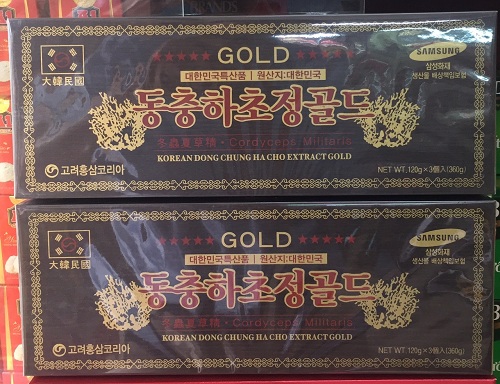 GOLD
大韓民國
대한민국특산품 | 원산지:대한민국
SAMSUNG
삼성화재
생산물 배상책임보험
동충하초정골드
冬蟲夏草精 · Cordyceps Militaris
KOREAN DONG CHUNG HA CHO EXTRACT GOLD
고려홍삼코리아
NET WT. 120g × 3個入 (360g)
GOLD
大韓民國
대한민국특산품 | 원산지:대한민국
SAMSUNG
삼성화재
생산물 배상책임보험
동충하초정골드
冬蟲夏草精 · Cordyceps Militaris
KOREAN DONG CHUNG HA CHO EXTRACT GOLD
고려홍삼코리아
NET WT. 120g × 3個入 (360g)